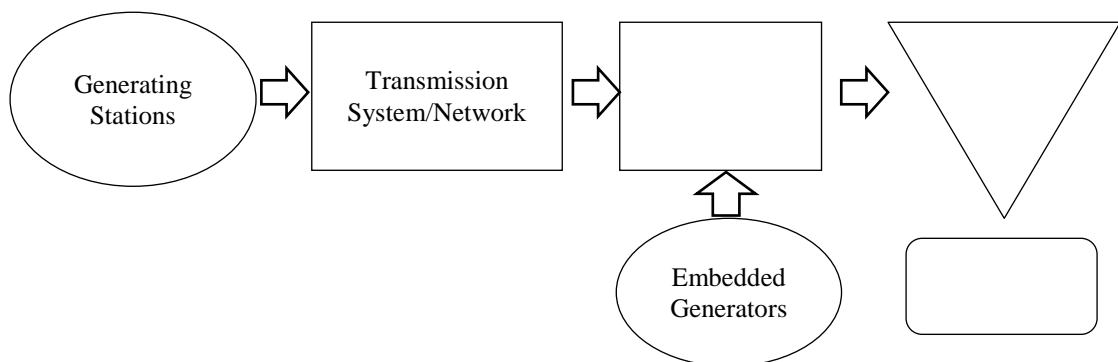 Generating
Stations
Transmission
System/Network
Embedded
Generators